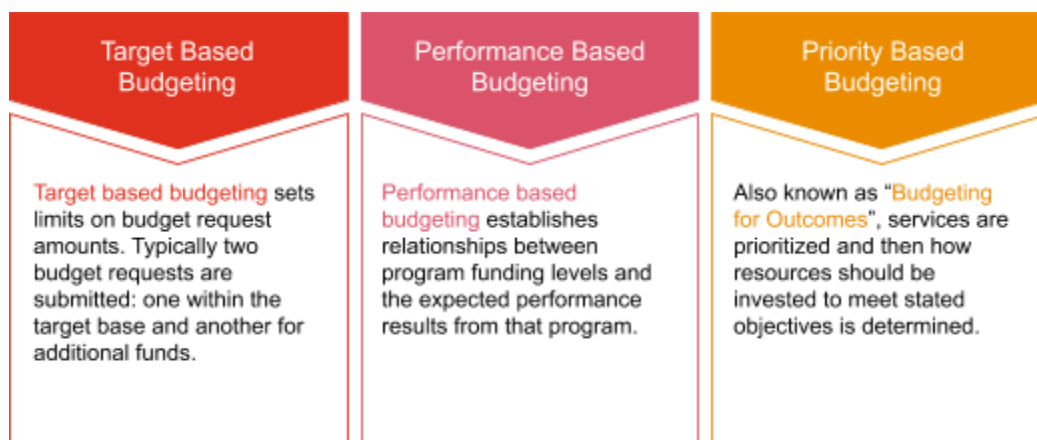 Target Based
Budgeting
Target based budgeting sets
limits on budget request
amounts. Typically two
budget requests are
submitted: one within the
target base and another for
additional funds.
Performance Based
Budgeting
Performance based
budgeting establishes
relationships between
program funding levels and
the expected performance
results from that program.
Priority Based
Budgeting
Also known as “Budgeting
for Outcomes”, services are
prioritized and then how
resources should be
invested to meet stated
objectives is determined.